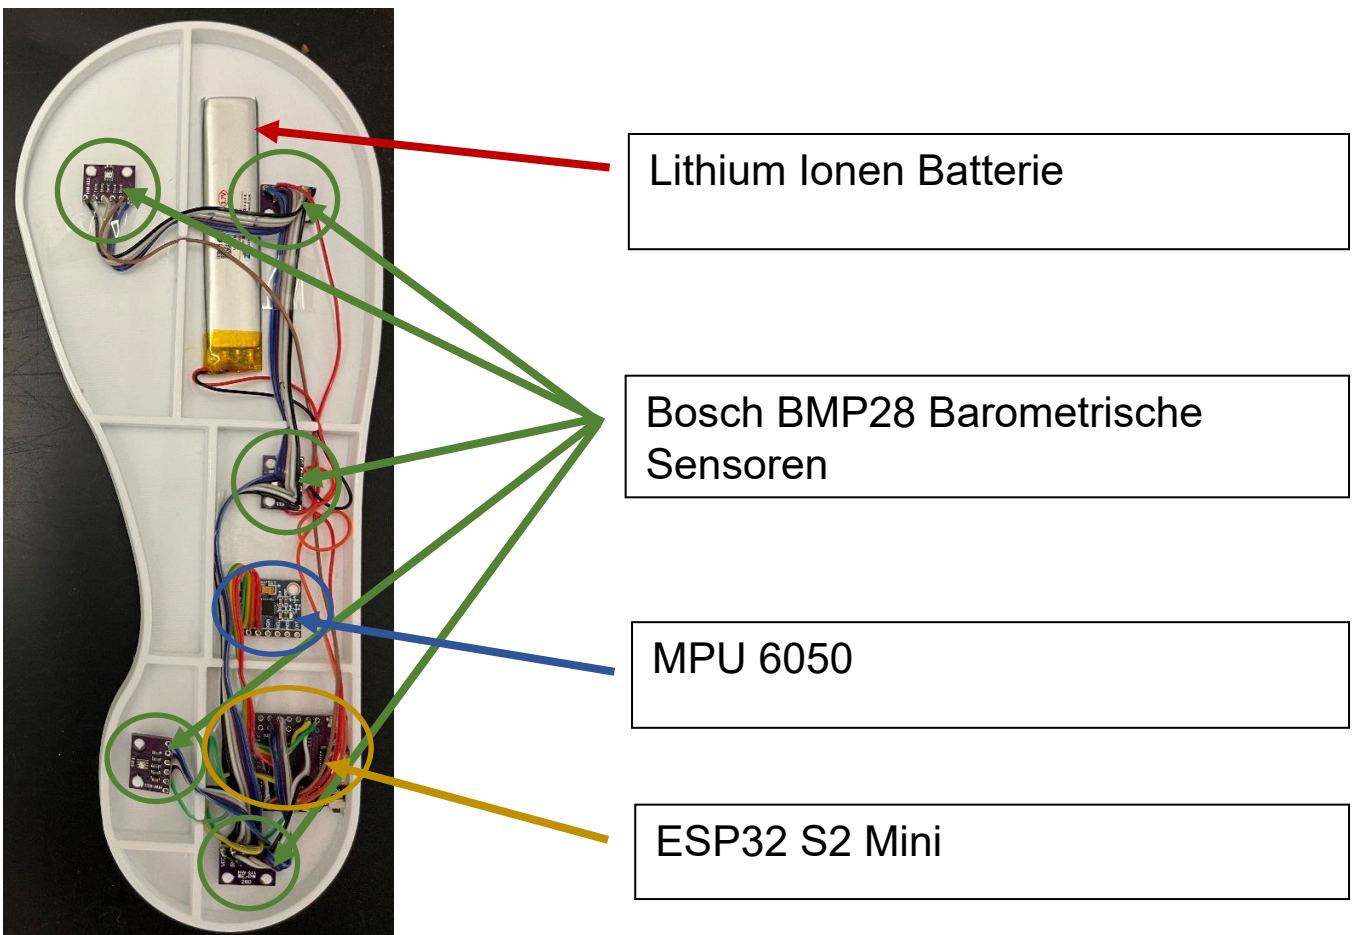 Lithium Ionen Batterie
Bosch BMP28 Barometrische
Sensoren
MPU 6050
ESP32 S2 Mini